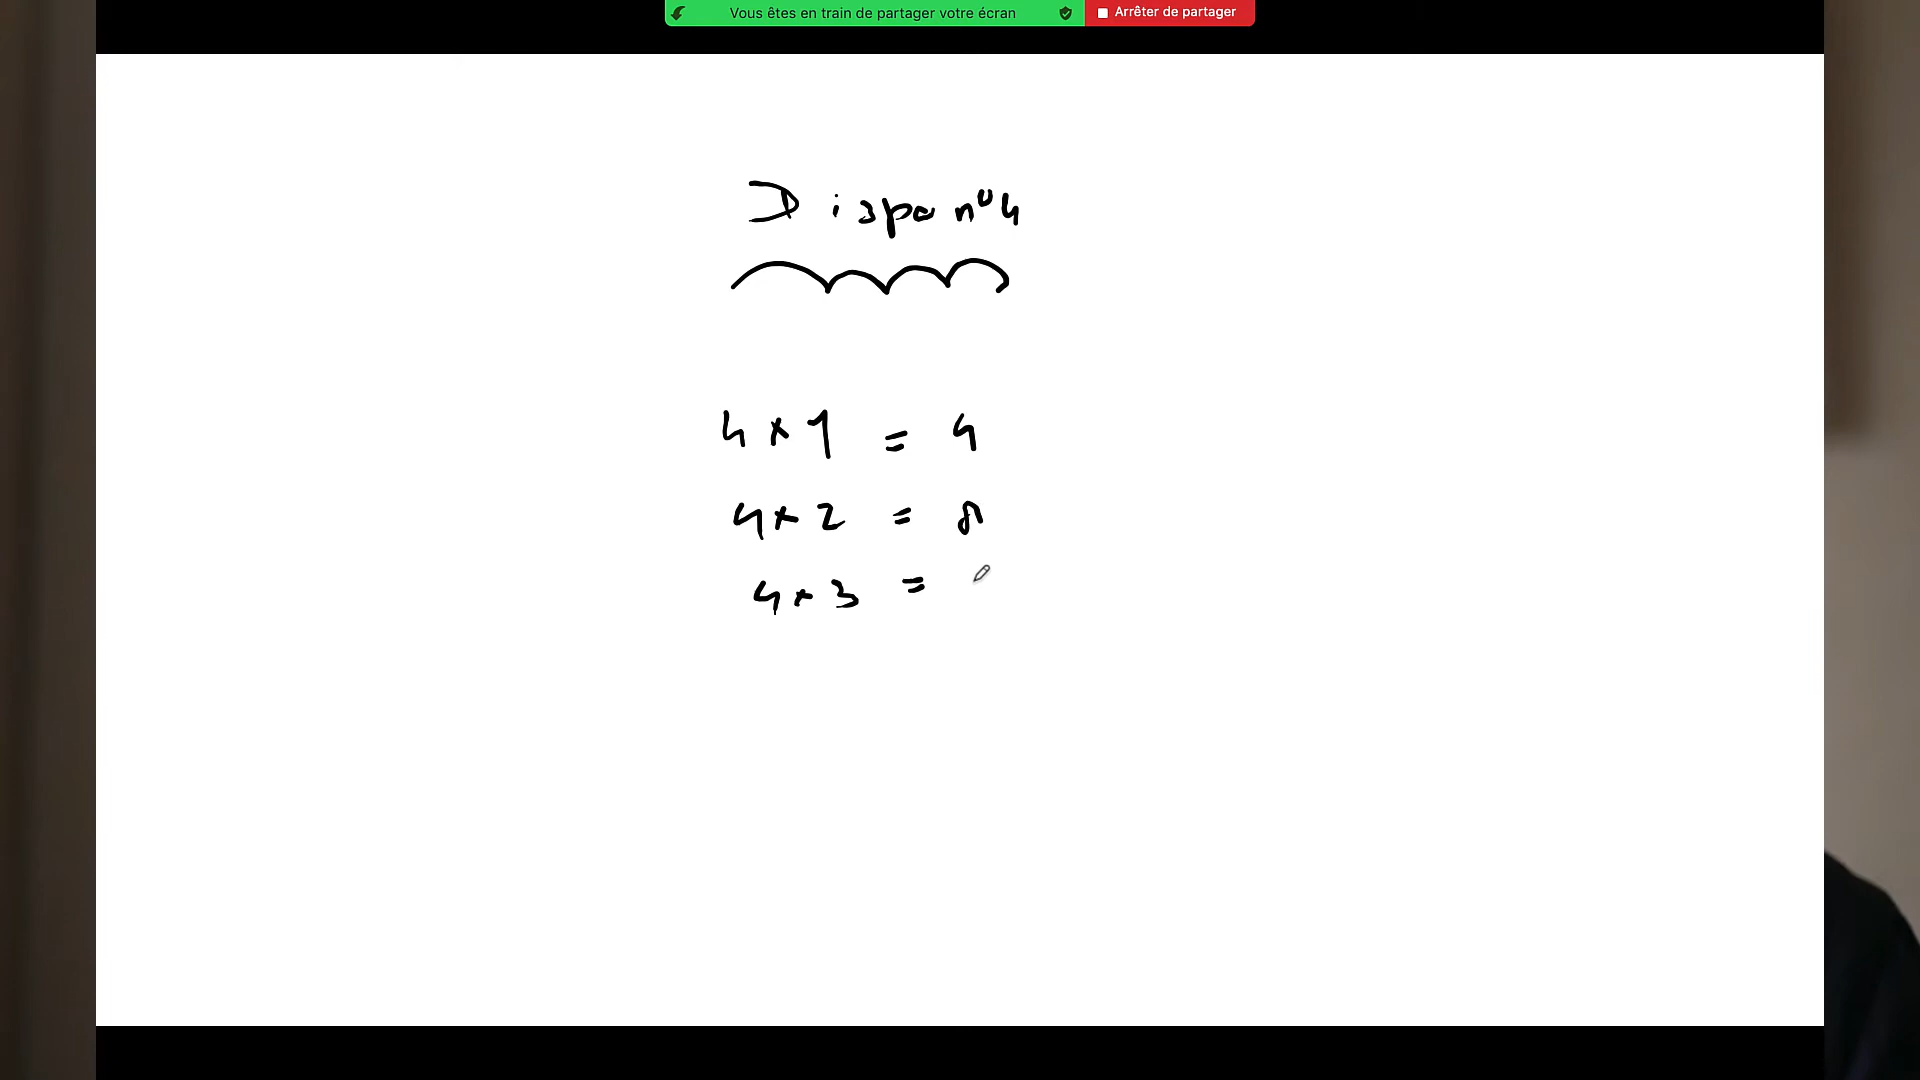 Vous êtes en train de partager votre écran
Arrêter de partager
Dispo n°4
4 × 1 = 4
4 × 2 = 8
4 × 3 =